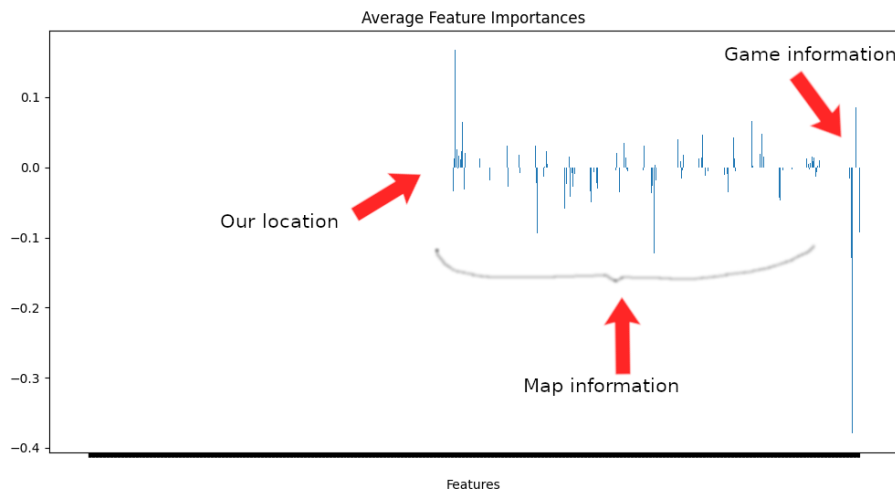 Average Feature Importances
Game information
0.1
0.0
Our location
−0.1
−0.2
−0.3
Map information
−0.4
Features